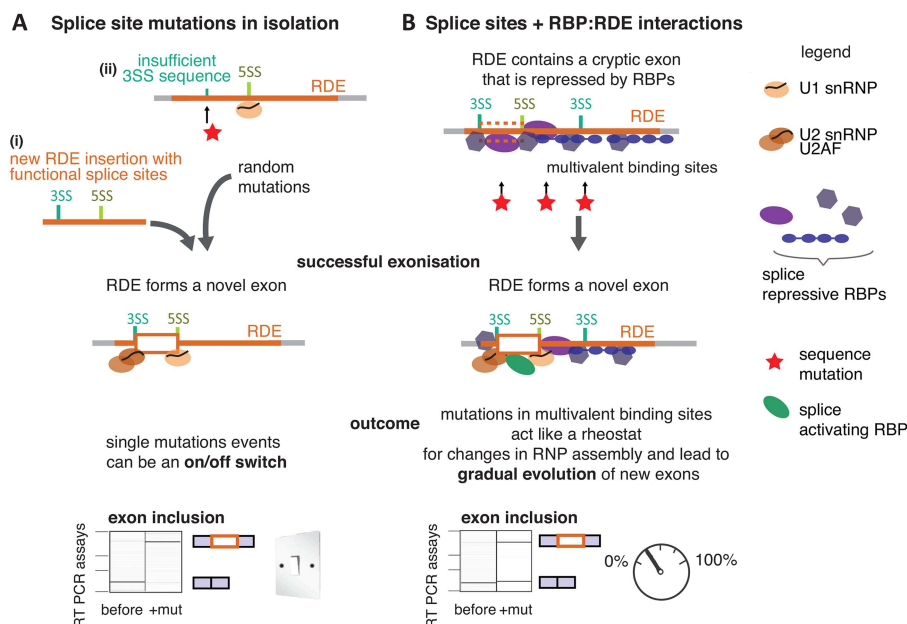 A Splice site mutations in isolation
(ii)
insufficient
3SS sequence
5SS
RDE
(i)
new RDE insertion with
functional splice sites
3SS 5SS
random
mutations
B Splice sites + RBP:RDE interactions
RDE contains a cryptic exon
that is repressed by RBPs
3SS 5SS 3SS
RDE
multivalent binding sites
legend
U1 snRNP
U2 snRNP
U2AF
splice
repressive RBPs
sequence
mutation
splice
activating RBP
successful exonisation
RDE forms a novel exon
3SS 5SS RDE
RDE forms a novel exon
3SS 5SS 3SS RDE
outcome
single mutations events
can be an on/off switch
mutations in multivalent binding sites
act like a rheostat
for changes in RNP assembly and lead to
gradual evolution of new exons
exon inclusion
RT PCR assays
before +mut
exon inclusion
RT PCR assays
before +mut
0% 100%